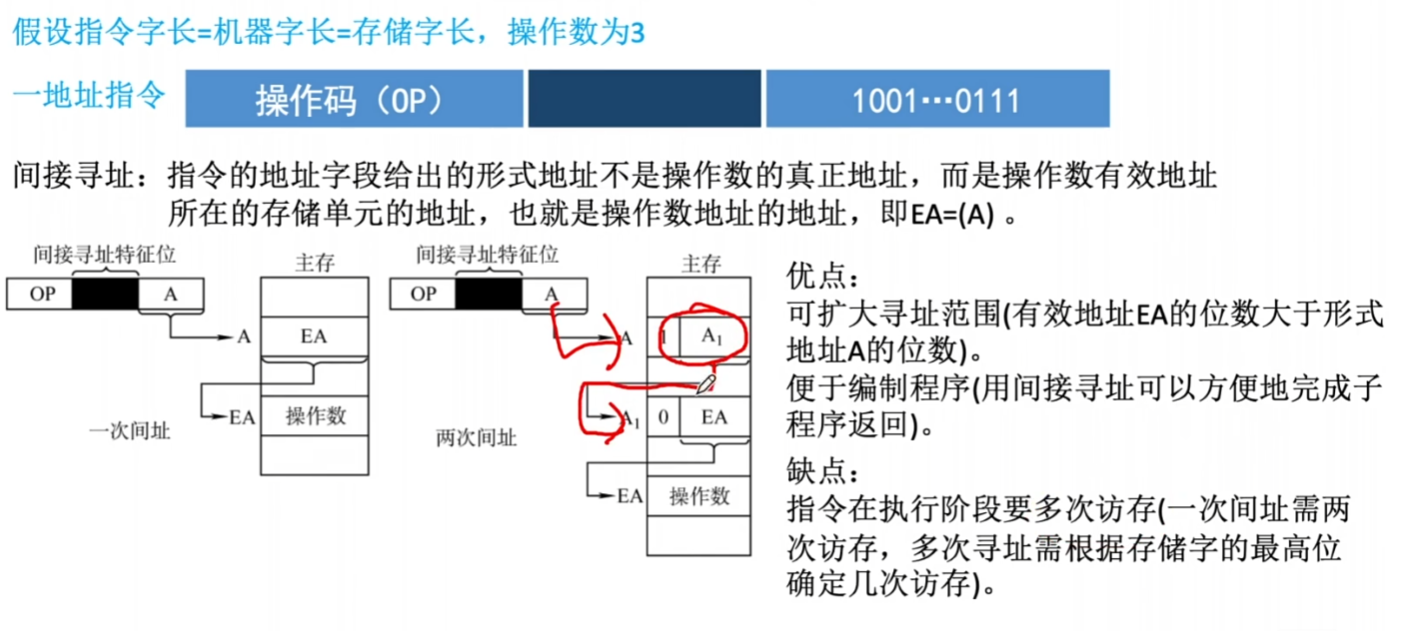 假设指令字长=机器字长=存储字长，操作数为3
一地址指令 操作码（OP） 1001…0111
间接寻址：指令的地址字段给出的形式地址不是操作数的真正地址，而是操作数有效地址
所在的存储单元的地址，也就是操作数地址的地址，即EA=(A) 。
间接寻址特征位
主存
OP A
A EA
EA 操作数
一次间址
间接寻址特征位
主存
OP A
A 1 A₁
A₁ 0 EA
两次间址
EA 操作数
优点：
可扩大寻址范围(有效地址EA的位数大于形式
地址A的位数)。
便于编制程序(用间接寻址可以方便地完成子
程序返回)。
缺点：
指令在执行阶段要多次访存(一次间址需两
次访存，多次寻址需根据存储字的最高位
确定几次访存)。